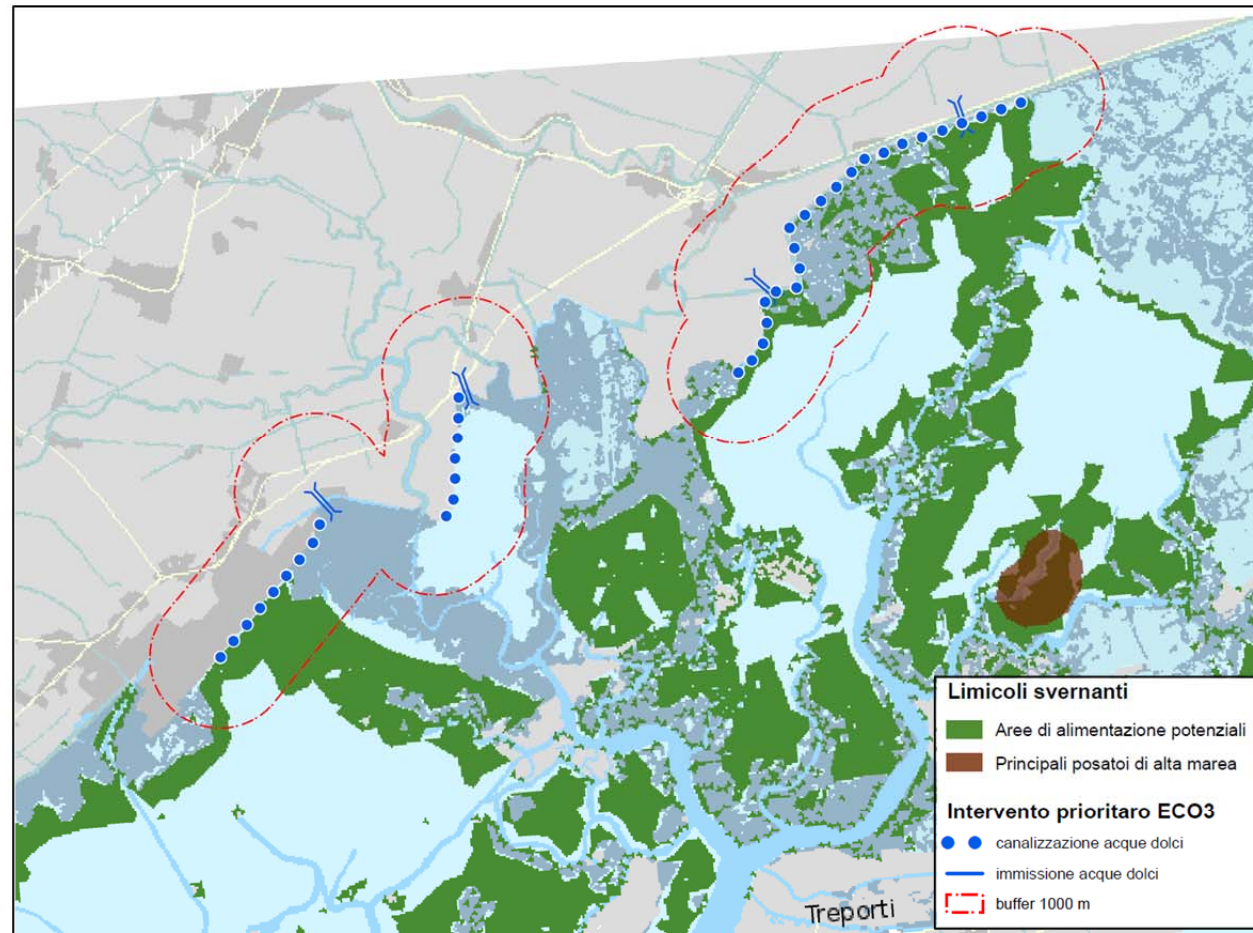 Limicoli svernanti
Aree di alimentazione potenziali
Principali posatoi di alta marea
Intervento prioritaro ECO3
canalizzazione acque dolci
immissione acque dolci
buffer 1000 m
Treporti